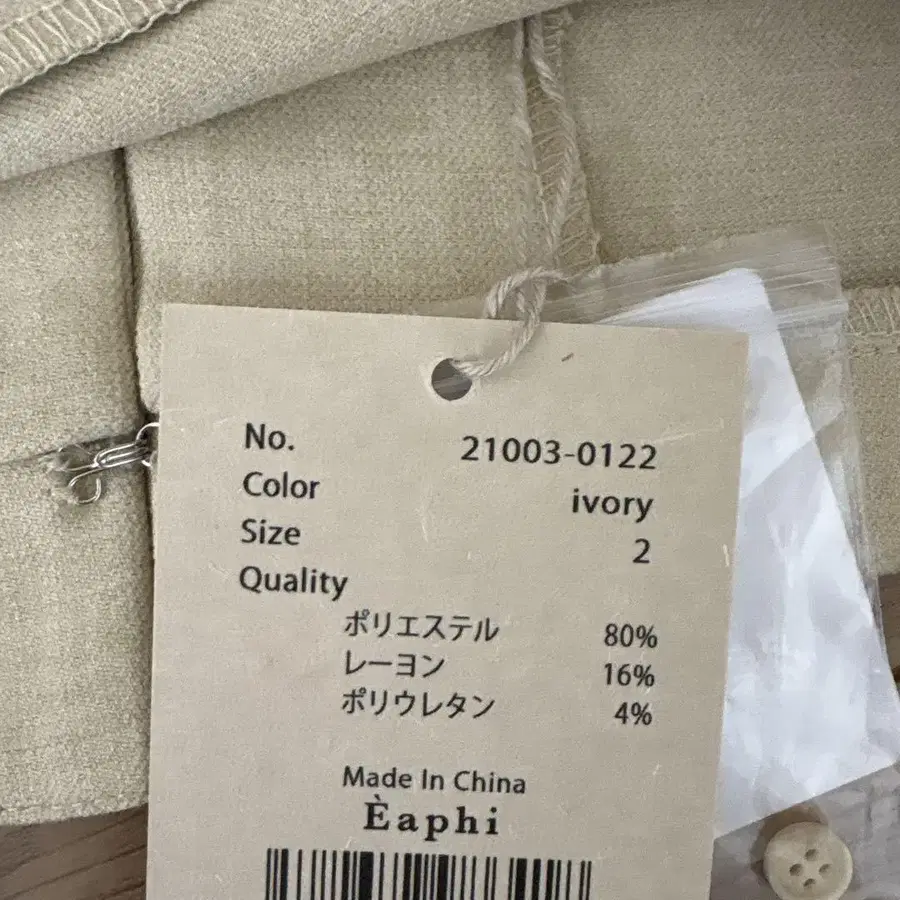 No. 21003-0122
Color ivory
Size 2
Quality
ポリエステル 80%
レーヨン 16%
ポリウレタン 4%
Made In China
Èaphi